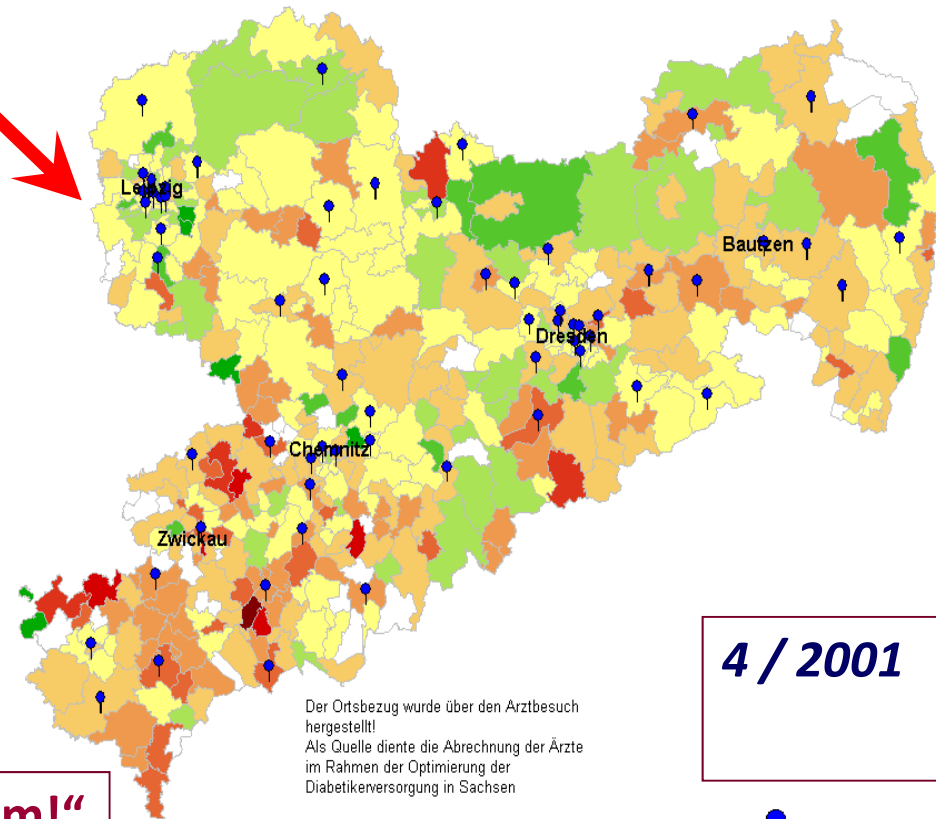 Leipzig
Bautzen
Dresden
Chemnitz
Zwickau
4 / 2001
Der Ortsbezug wurde über den Arztbesuch
hergestellt!
Als Quelle diente die Abrechnung der Ärzte
im Rahmen der Optimierung der
Diabetikerversorgung in Sachsen
m!“